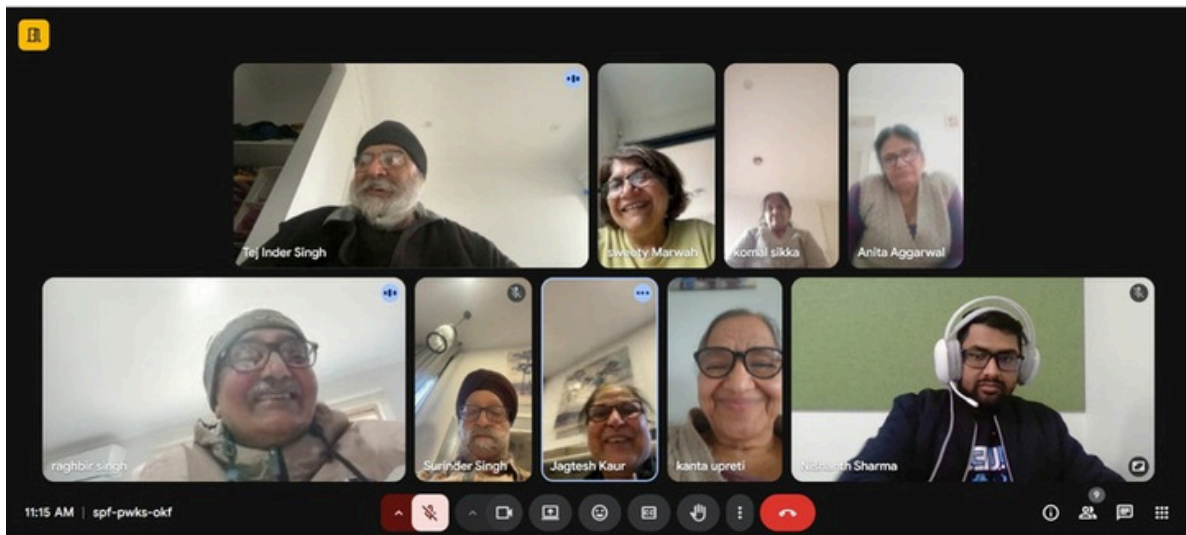 Tej Inder Singh
sweety Marwah
komal sikka
Anita Aggarwal
raghbir singh
Surinder Singh
Jagtesh Kaur
kanta upreti
Nishanth Sharma
9
11:15 AM | spf-pwks-okf